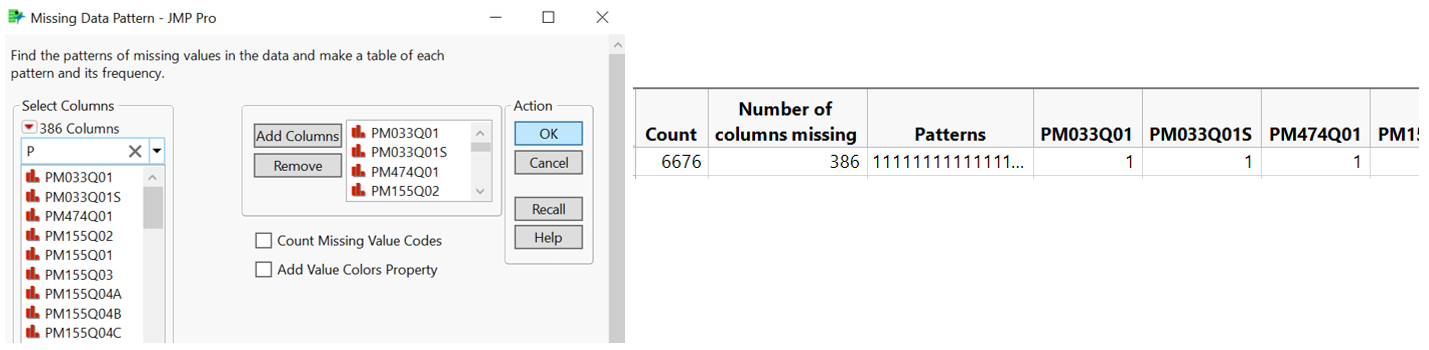 Missing Data Pattern - JMP Pro
Find the patterns of missing values in the data and make a table of each
pattern and its frequency.
Select Columns
386 Columns
P
PM033Q01
PM033Q01S
PM474Q01
PM155Q02
PM155Q01
PM155Q03
PM155Q04A
PM155Q04B
PM155Q04C
Add Columns
Remove
PM033Q01
PM033Q01S
PM474Q01
PM155Q02
Count Missing Value Codes
Add Value Colors Property
Action
OK
Cancel
Recall
Help
Count
Number of
columns missing
Patterns
PM033Q01
PM033Q01S
PM474Q01
PM15
6676
386
11111111111111...
1
1
1